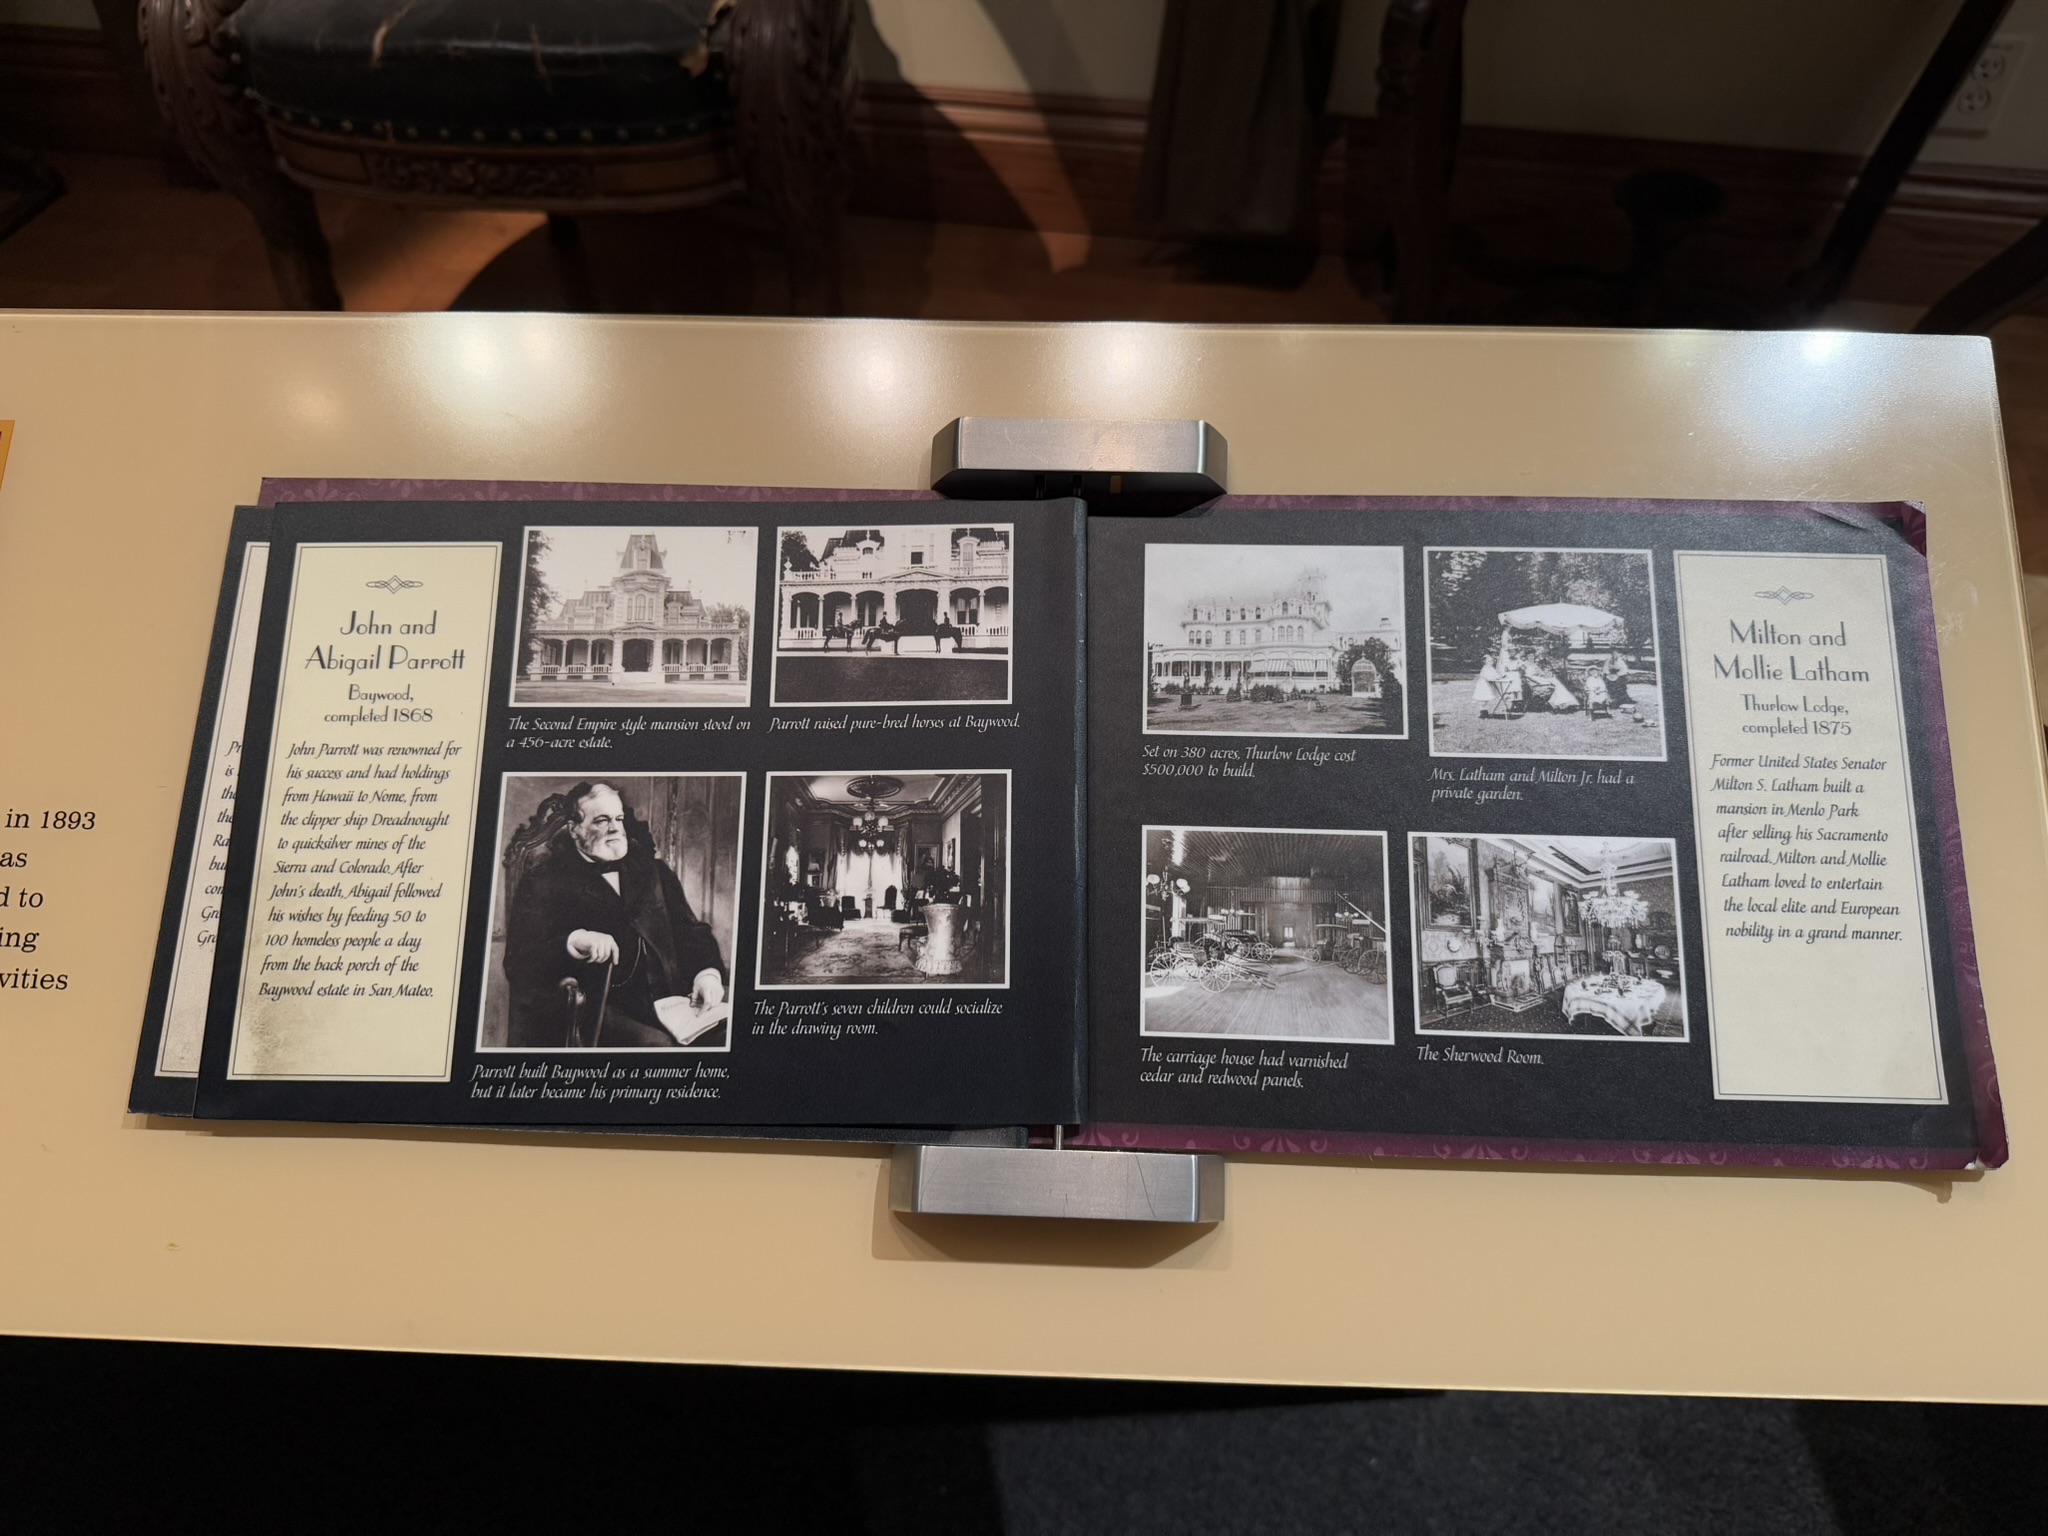 in 1893
as
d to
ing
vities
John and
Abigail Parrott
Baywood,
completed 1868
John Parrott was renowned for
his success and had holdings
from Hawaii to Nome, from
the clipper ship Dreadnought
to quicksilver mines of the
Sierra and Colorado. After
John's death, Abigail followed
his wishes by feeding 50 to
100 homeless people a day
from the back porch of the
Baywood estate in San Mateo.
The Second Empire style mansion stood on
a 456-acre estate.
Parrott raised pure-bred horses at Baywood.
Parrott built Baywood as a summer home,
but it later became his primary residence.
The Parrott's seven children could socialize
in the drawing room.
Set on 380 acres, Thurlow Lodge cost
$500,000 to build.
Mrs. Latham and Milton Jr. had a
private garden.
The carriage house had varnished
cedar and redwood panels.
The Sherwood Room.
Milton and
Mollie Latham
Thurlow Lodge,
completed 1875
Former United States Senator
Milton S. Latham built a
mansion in Menlo Park
after selling his Sacramento
railroad. Milton and Mollie
Latham loved to entertain
the local elite and European
nobility in a grand manner.